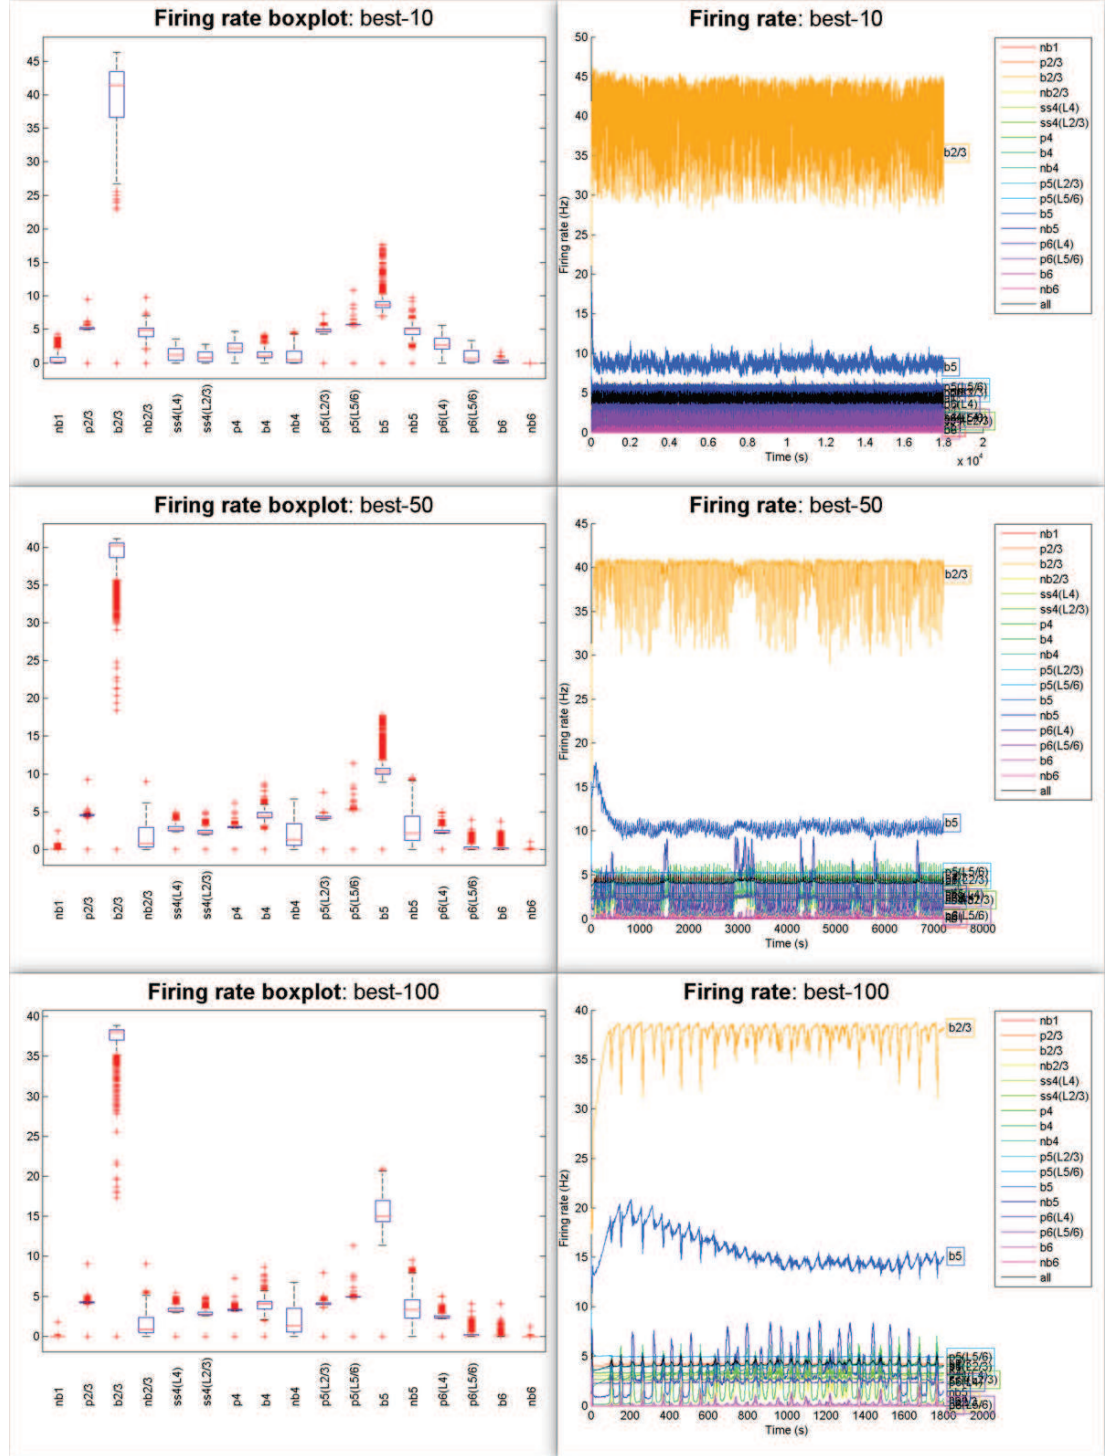 Firing rate boxplot: best-10
45
40
35
30
25
20
15
10
5
0
nb1
p2/3
b2/3
nb2/3
ss4(L4)
ss4(L2/3)
p4
b4
nb4
p5(L2/3)
p5(L5/6)
b5
nb5
p6(L4)
p6(L5/6)
b6
nb6
Firing rate: best-10
50
45
40
35
30
25
20
15
10
5
0
Firing rate (Hz)
0 0.2 0.4 0.6 0.8 1 1.2 1.4 1.6 1.8 2
Time (s)
x 10⁴
b2/3
b5
p5(L5/6)
p6(L4)
nb1
p2/3
b2/3
nb2/3
ss4(L4)
ss4(L2/3)
p4
b4
nb4
p5(L2/3)
p5(L5/6)
b5
nb5
p6(L4)
p6(L5/6)
b6
nb6
all
Firing rate boxplot: best-50
40
35
30
25
20
15
10
5
0
nb1
p2/3
b2/3
nb2/3
ss4(L4)
ss4(L2/3)
p4
b4
nb4
p5(L2/3)
p5(L5/6)
b5
nb5
p6(L4)
p6(L5/6)
b6
nb6
Firing rate: best-50
45
40
35
30
25
20
15
10
5
0
Firing rate (Hz)
0 1000 2000 3000 4000 5000 6000 7000 8000
Time (s)
b2/3
b5
p5(L5/6)
p6(L5/6)
nb1
p2/3
b2/3
nb2/3
ss4(L4)
ss4(L2/3)
p4
b4
nb4
p5(L2/3)
p5(L5/6)
b5
nb5
p6(L4)
p6(L5/6)
b6
nb6
all
Firing rate boxplot: best-100
40
35
30
25
20
15
10
5
0
nb1
p2/3
b2/3
nb2/3
ss4(L4)
ss4(L2/3)
p4
b4
nb4
p5(L2/3)
p5(L5/6)
b5
nb5
p6(L4)
p6(L5/6)
b6
nb6
Firing rate: best-100
40
35
30
25
20
15
10
5
0
Firing rate (Hz)
0 200 400 600 800 1000 1200 1400 1600 1800 2000
Time (s)
b2/3
b5
p5(L5/6)
p6(L5/6)
nb1
p2/3
b2/3
nb2/3
ss4(L4)
ss4(L2/3)
p4
b4
nb4
p5(L2/3)
p5(L5/6)
b5
nb5
p6(L4)
p6(L5/6)
b6
nb6
all